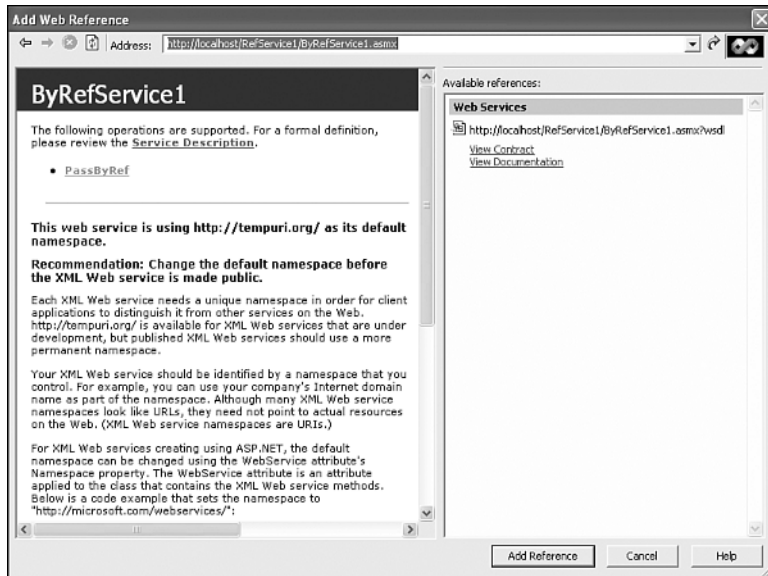 Add Web Reference
Address: http://localhost/RefService1/ByRefService1.asmx
ByRefService1
The following operations are supported. For a formal definition,
please review the Service Description.
• PassByRef
This web service is using http://tempuri.org/ as its default
namespace.
Recommendation: Change the default namespace before
the XML Web service is made public.
Each XML Web service needs a unique namespace in order for client
applications to distinguish it from other services on the Web.
http://tempuri.org/ is available for XML Web services that are under
development, but published XML Web services should use a more
permanent namespace.
Your XML Web service should be identified by a namespace that you
control. For example, you can use your company's Internet domain
name as part of the namespace. Although many XML Web service
namespaces look like URLs, they need not point to actual resources
on the Web. (XML Web service namespaces are URIs.)
For XML Web services creating using ASP.NET, the default
namespace can be changed using the WebService attribute's
Namespace property. The WebService attribute is an attribute
applied to the class that contains the XML Web service methods.
Below is a code example that sets the namespace to
"http://microsoft.com/webservices/":
Available references:
Web Services
http://localhost/RefService1/ByRefService1.asmx?wsdl
View Contract
View Documentation
Add Reference Cancel Help